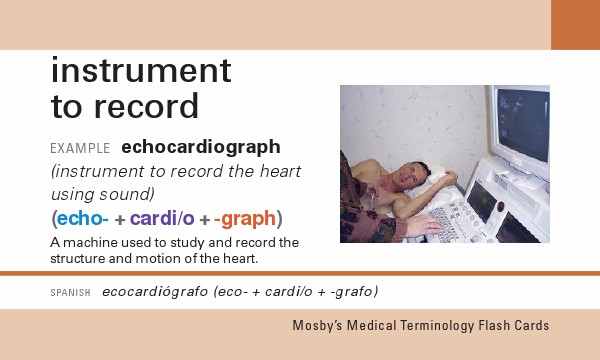 instrument
to record
EXAMPLE echocardiograph
(instrument to record the heart
using sound)
(echo- + cardi/o + -graph)
A machine used to study and record the
structure and motion of the heart.
SPANISH ecocardiógrafo (eco- + cardi/o + -grafo)
Mosby's Medical Terminology Flash Cards